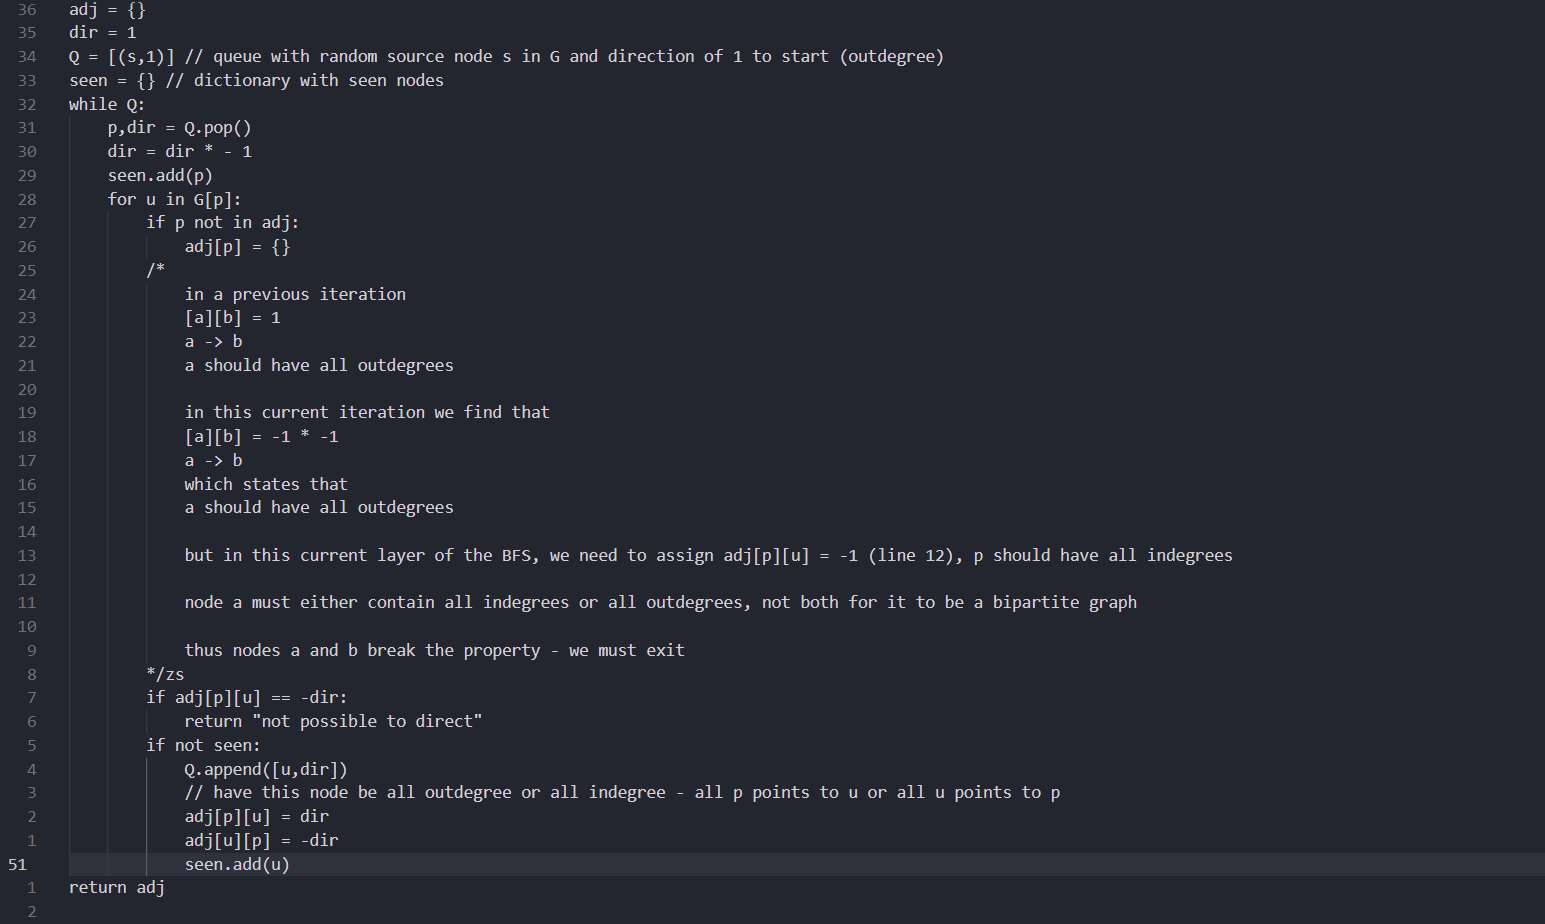 36 adj = {}
35 dir = 1
34 Q = [(s,1)] // queue with random source node s in G and direction of 1 to start (outdegree)
33 seen = {} // dictionary with seen nodes
32 while Q:
31 p,dir = Q.pop()
30 dir = dir * - 1
29 seen.add(p)
28 for u in G[p]:
27 if p not in adj:
26 adj[p] = {}
25 /*
24 in a previous iteration
23 [a][b] = 1
22 a -> b
21 a should have all outdegrees
20
19 in this current iteration we find that
18 [a][b] = -1 * -1
17 a -> b
16 which states that
15 a should have all outdegrees
14
13 but in this current layer of the BFS, we need to assign adj[p][u] = -1 (line 12), p should have all indegrees
12
11 node a must either contain all indegrees or all outdegrees, not both for it to be a bipartite graph
10
9 thus nodes a and b break the property - we must exit
8 */zs
7 if adj[p][u] == -dir:
6 return "not possible to direct"
5 if not seen:
4 Q.append([u,dir])
3 // have this node be all outdegree or all indegree - all p points to u or all u points to p
2 adj[p][u] = dir
1 adj[u][p] = -dir
51 seen.add(u)
1 return adj
2